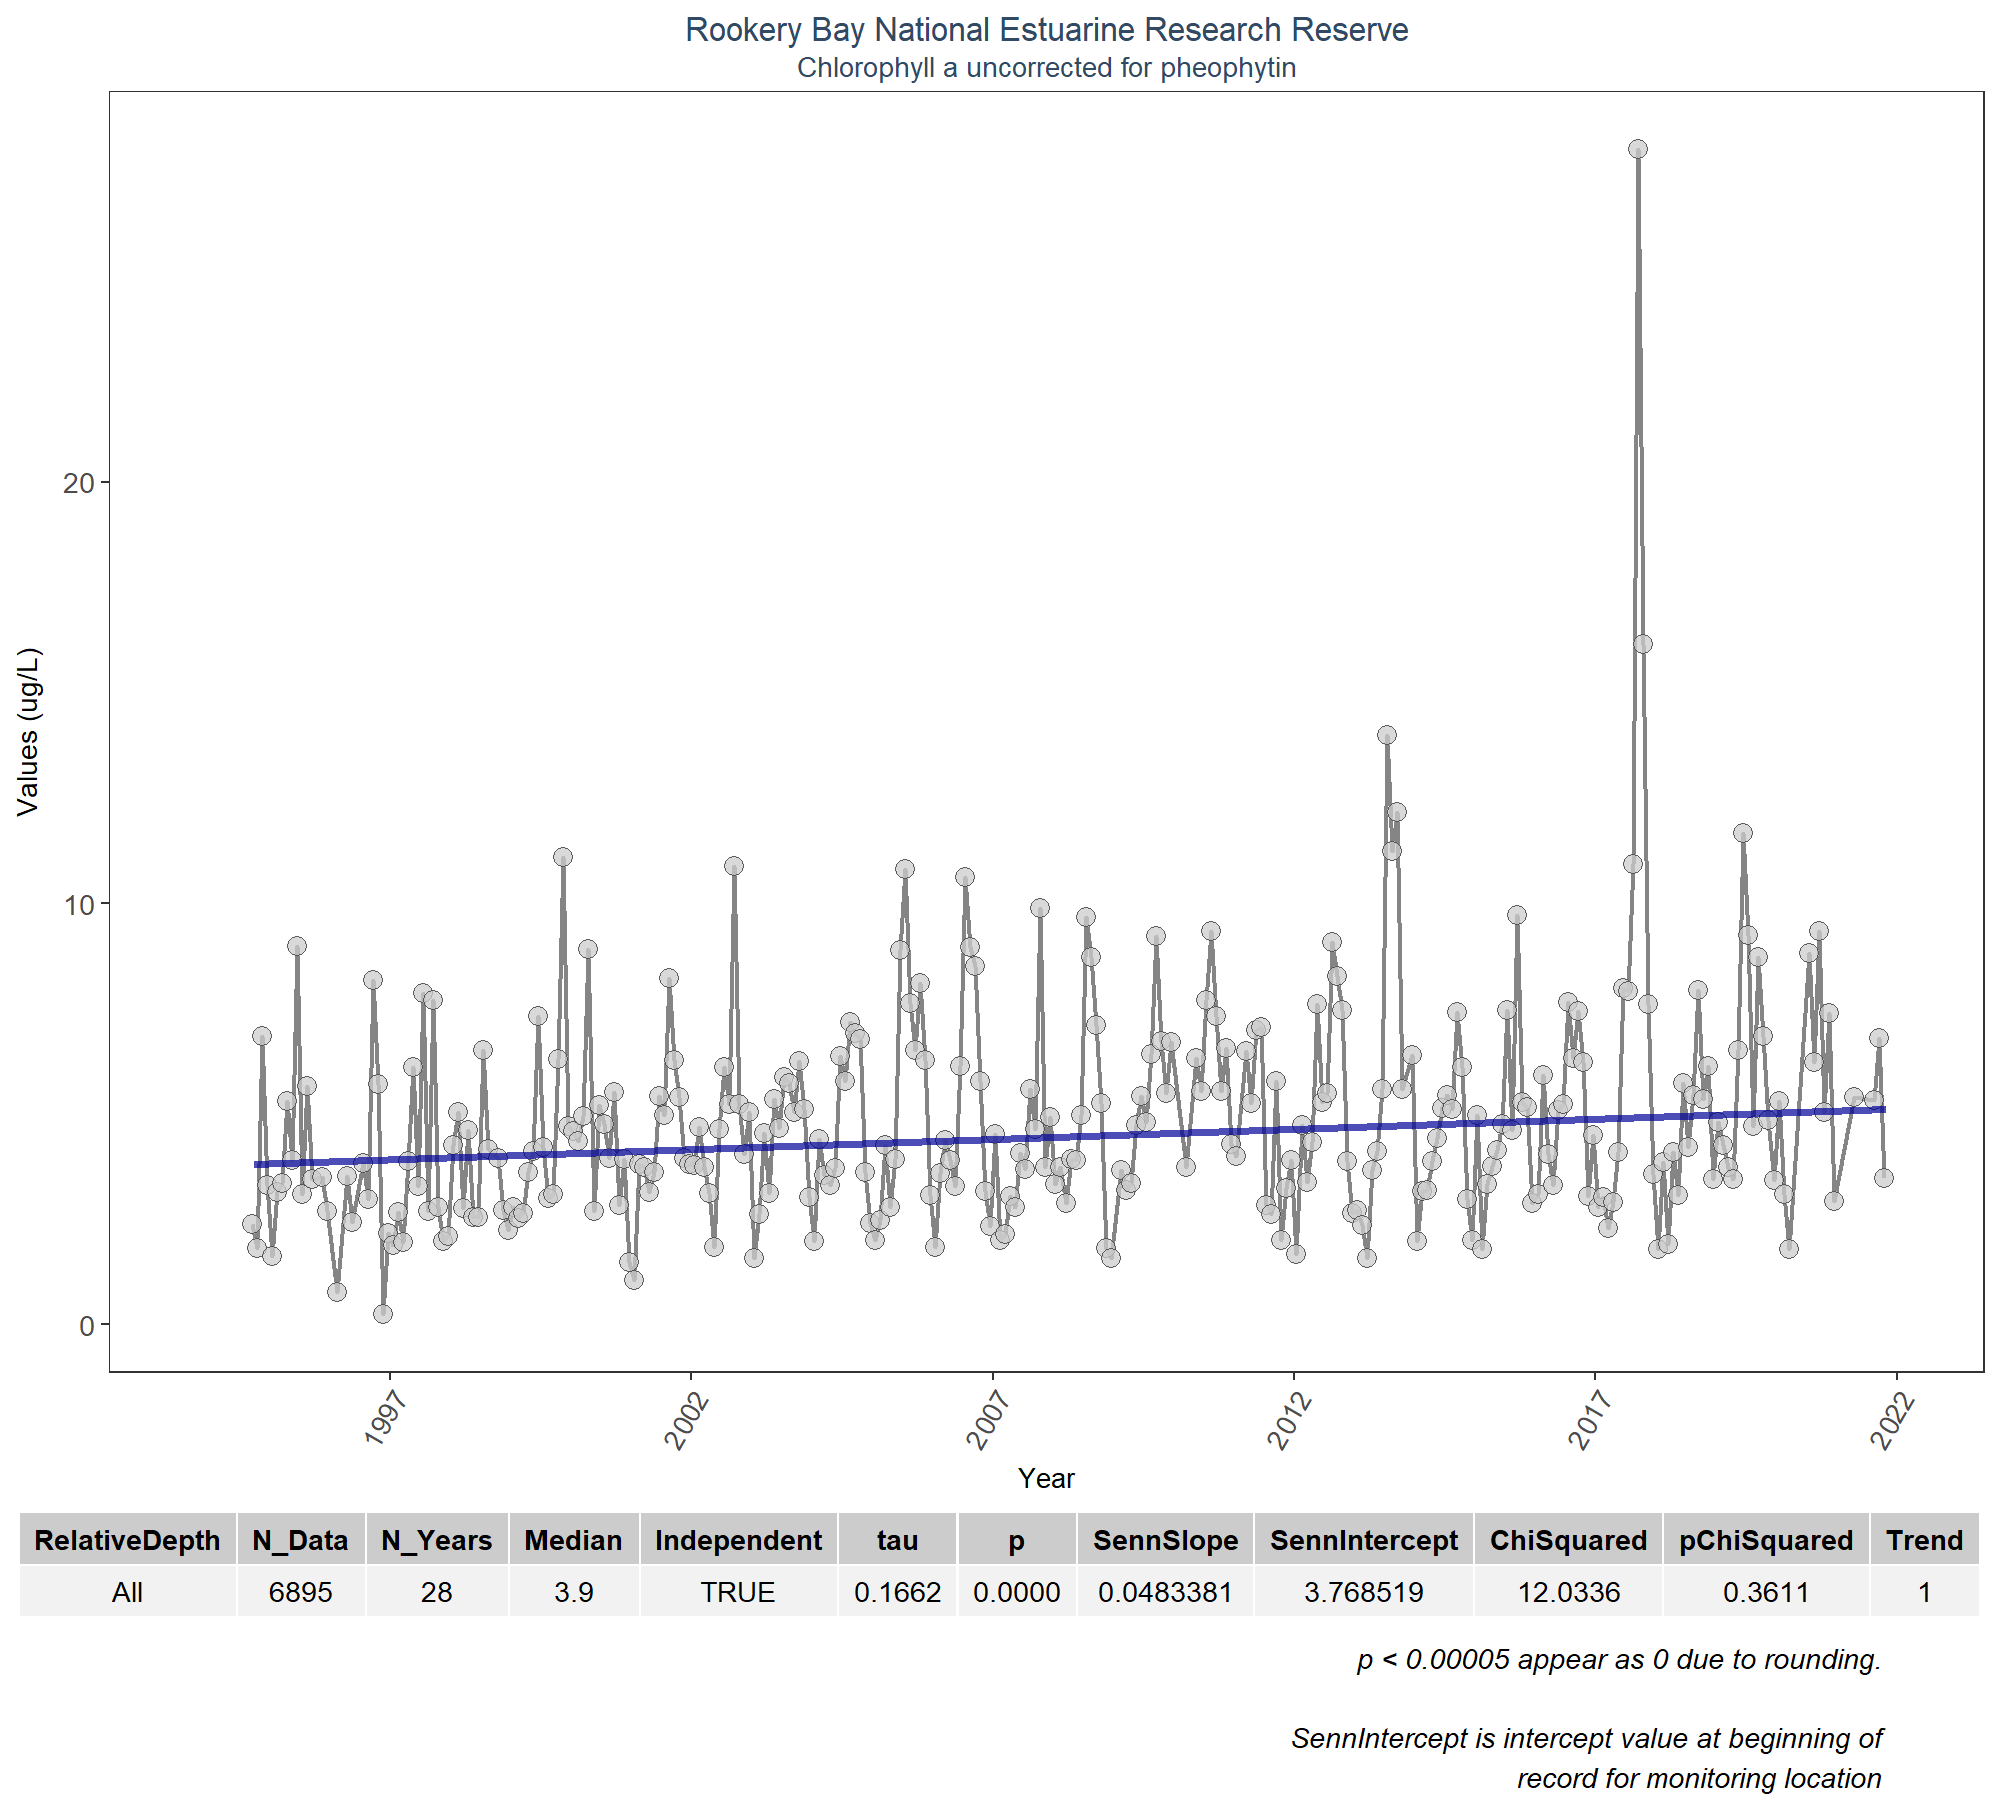 Rookery Bay National Estuarine Research Reserve
Chlorophyll a uncorrected for pheophytin
Values (ug/L)
20
10
0
1997 2002 2007 2012 2017 2022
Year
RelativeDepth N_Data N_Years Median Independent tau p SennSlope SennIntercept ChiSquared pChiSquared Trend
All 6895 28 3.9 TRUE 0.1662 0.0000 0.0483381 3.768519 12.0336 0.3611 1
p < 0.00005 appear as 0 due to rounding.
SennIntercept is intercept value at beginning of
record for monitoring location